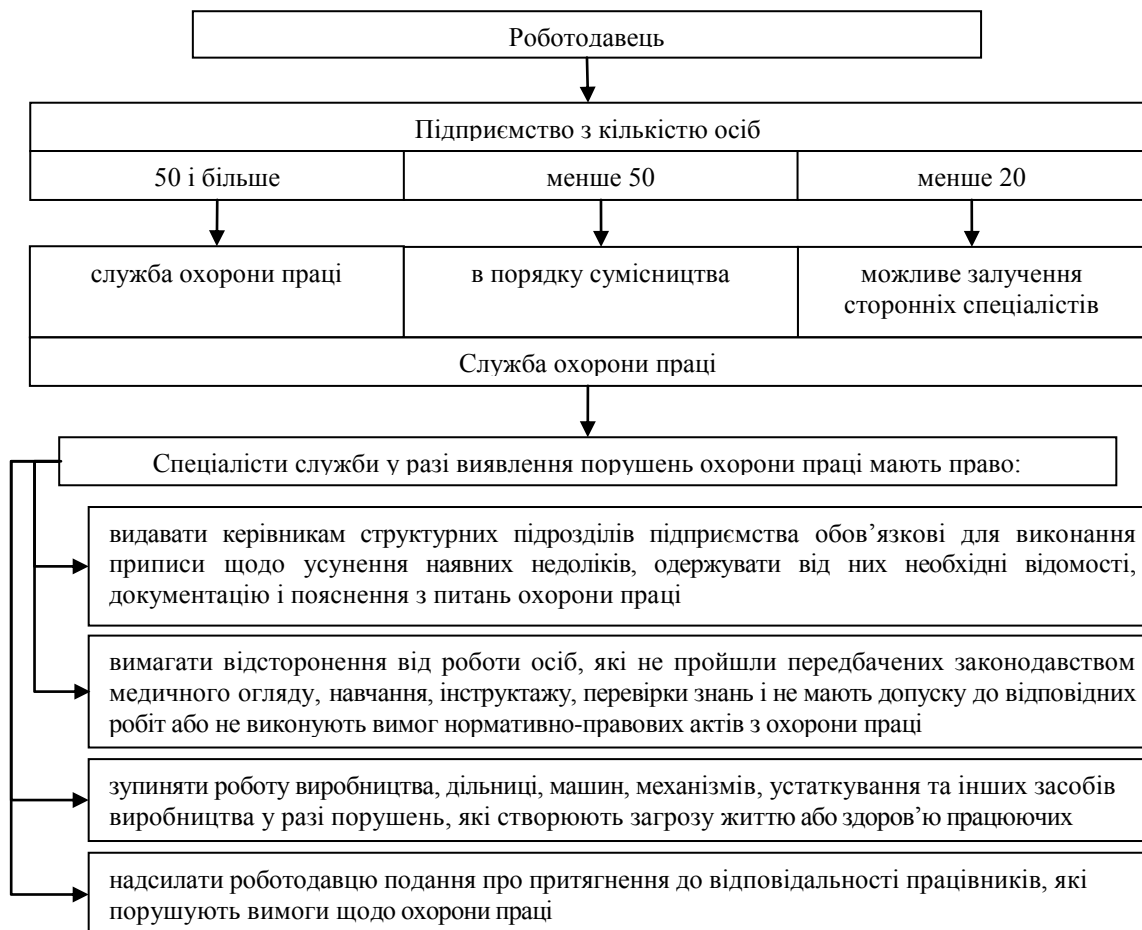 Роботодавець
Підприємство з кількістю осіб
50 і більше
менше 50
менше 20
служба охорони праці
в порядку сумісництва
можливе залучення
сторонніх спеціалістів
Служба охорони праці
Спеціалісти служби у разі виявлення порушень охорони праці мають право:
видавати керівникам структурних підрозділів підприємства обов’язкові для виконання
приписи щодо усунення наявних недоліків, одержувати від них необхідні відомості,
документацію і пояснення з питань охорони праці
вимагати відсторонення від роботи осіб, які не пройшли передбачених законодавством
медичного огляду, навчання, інструктажу, перевірки знань і не мають допуску до відповідних
робіт або не виконують вимог нормативно-правових актів з охорони праці
зупиняти роботу виробництва, дільниці, машин, механізмів, устаткування та інших засобів
виробництва у разі порушень, які створюють загрозу життю або здоров’ю працюючих
надсилати роботодавцю подання про притягнення до відповідальності працівників, які
порушують вимоги щодо охорони праці